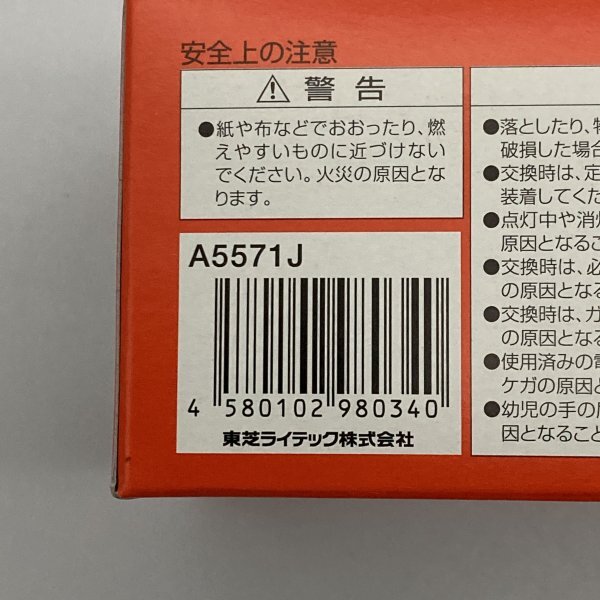 安全上の注意
警告
●紙や布などでおおったり、燃
えやすいものに近づけない
でください。火災の原因とな
ります。
●落としたり、
破損した場合
●交換時は、定
装着してくだ
●点灯中や消灯
原因となるこ
●交換時は、必
の原因となる
●交換時は、ガ
の原因となる
●使用済みの電
ケガの原因と
●幼児の手の
因となること
A5571J
4 580102 980340
東芝ライテック株式会社